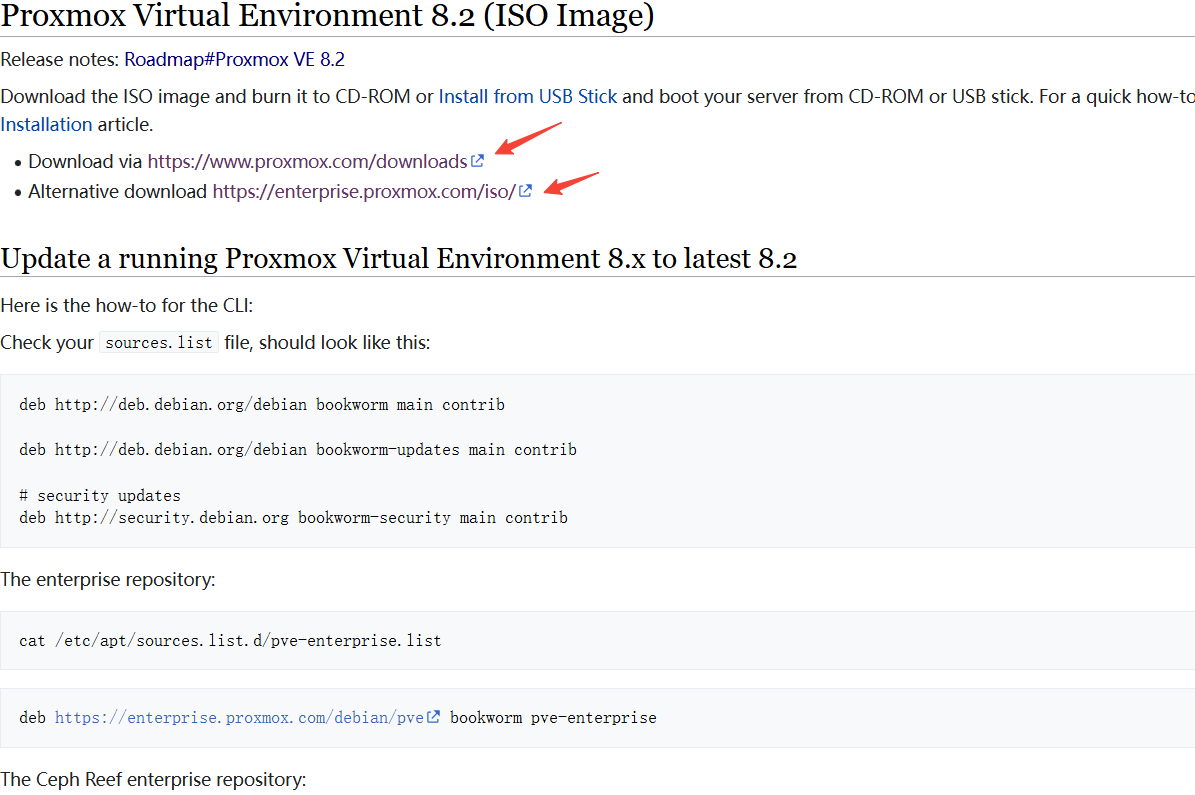 Proxmox Virtual Environment 8.2 (ISO Image)
Release notes: Roadmap#Proxmox VE 8.2
Download the ISO image and burn it to CD-ROM or Install from USB Stick and boot your server from CD-ROM or USB stick. For a quick how-to
Installation article.
• Download via https://www.proxmox.com/downloads
• Alternative download https://enterprise.proxmox.com/iso/
Update a running Proxmox Virtual Environment 8.x to latest 8.2
Here is the how-to for the CLI:
Check your sources.list file, should look like this:
deb http://deb.debian.org/debian bookworm main contrib
deb http://deb.debian.org/debian bookworm-updates main contrib
# security updates
deb http://security.debian.org bookworm-security main contrib
The enterprise repository:
cat /etc/apt/sources.list.d/pve-enterprise.list
deb https://enterprise.proxmox.com/debian/pve bookworm pve-enterprise
The Ceph Reef enterprise repository: